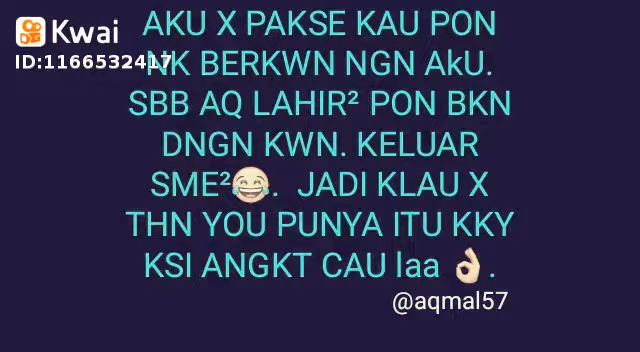 Kwai
ID:1166532417
AKU X PAKSE KAU PON
NK BERKWN NGN AkU.
SBB AQ LAHIR² PON BKN
DNGN KWN. KELUAR
SME²😂. JADI KLAU X
THN YOU PUNYA ITU KKY
KSI ANGKT CAU laa 👌.
@aqmal57